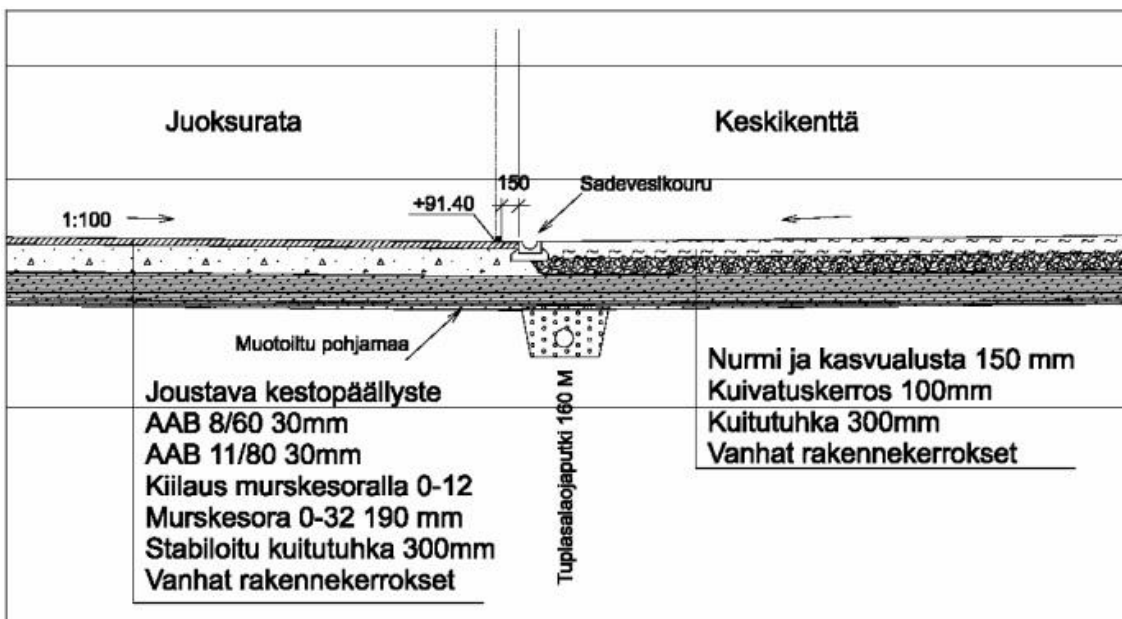 Juoksurata
Keskikenttä
150
Sadevesikouru
+91.40
1:100
Muotoiltu pohjamaa
Joustava kestopäällyste
AAB 8/60 30mm
AAB 11/80 30mm
Kiilaus murskesoralla 0-12
Murskesora 0-32 190 mm
Stabiloitu kuitutuhka 300mm
Vanhat rakennekerrokset
Tuplasalaojaputki 160 M
Nurmi ja kasvualusta 150 mm
Kuivatuskerros 100mm
Kuitutuhka 300mm
Vanhat rakennekerrokset